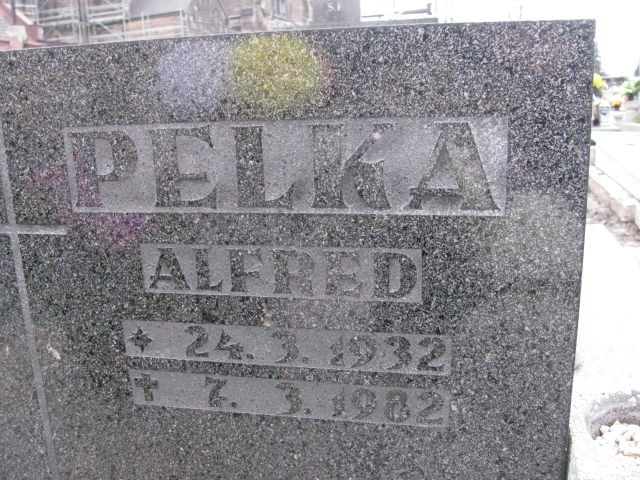 PELKA
ALFRED
* 24. 3. 1932
† 7. 3. 1982